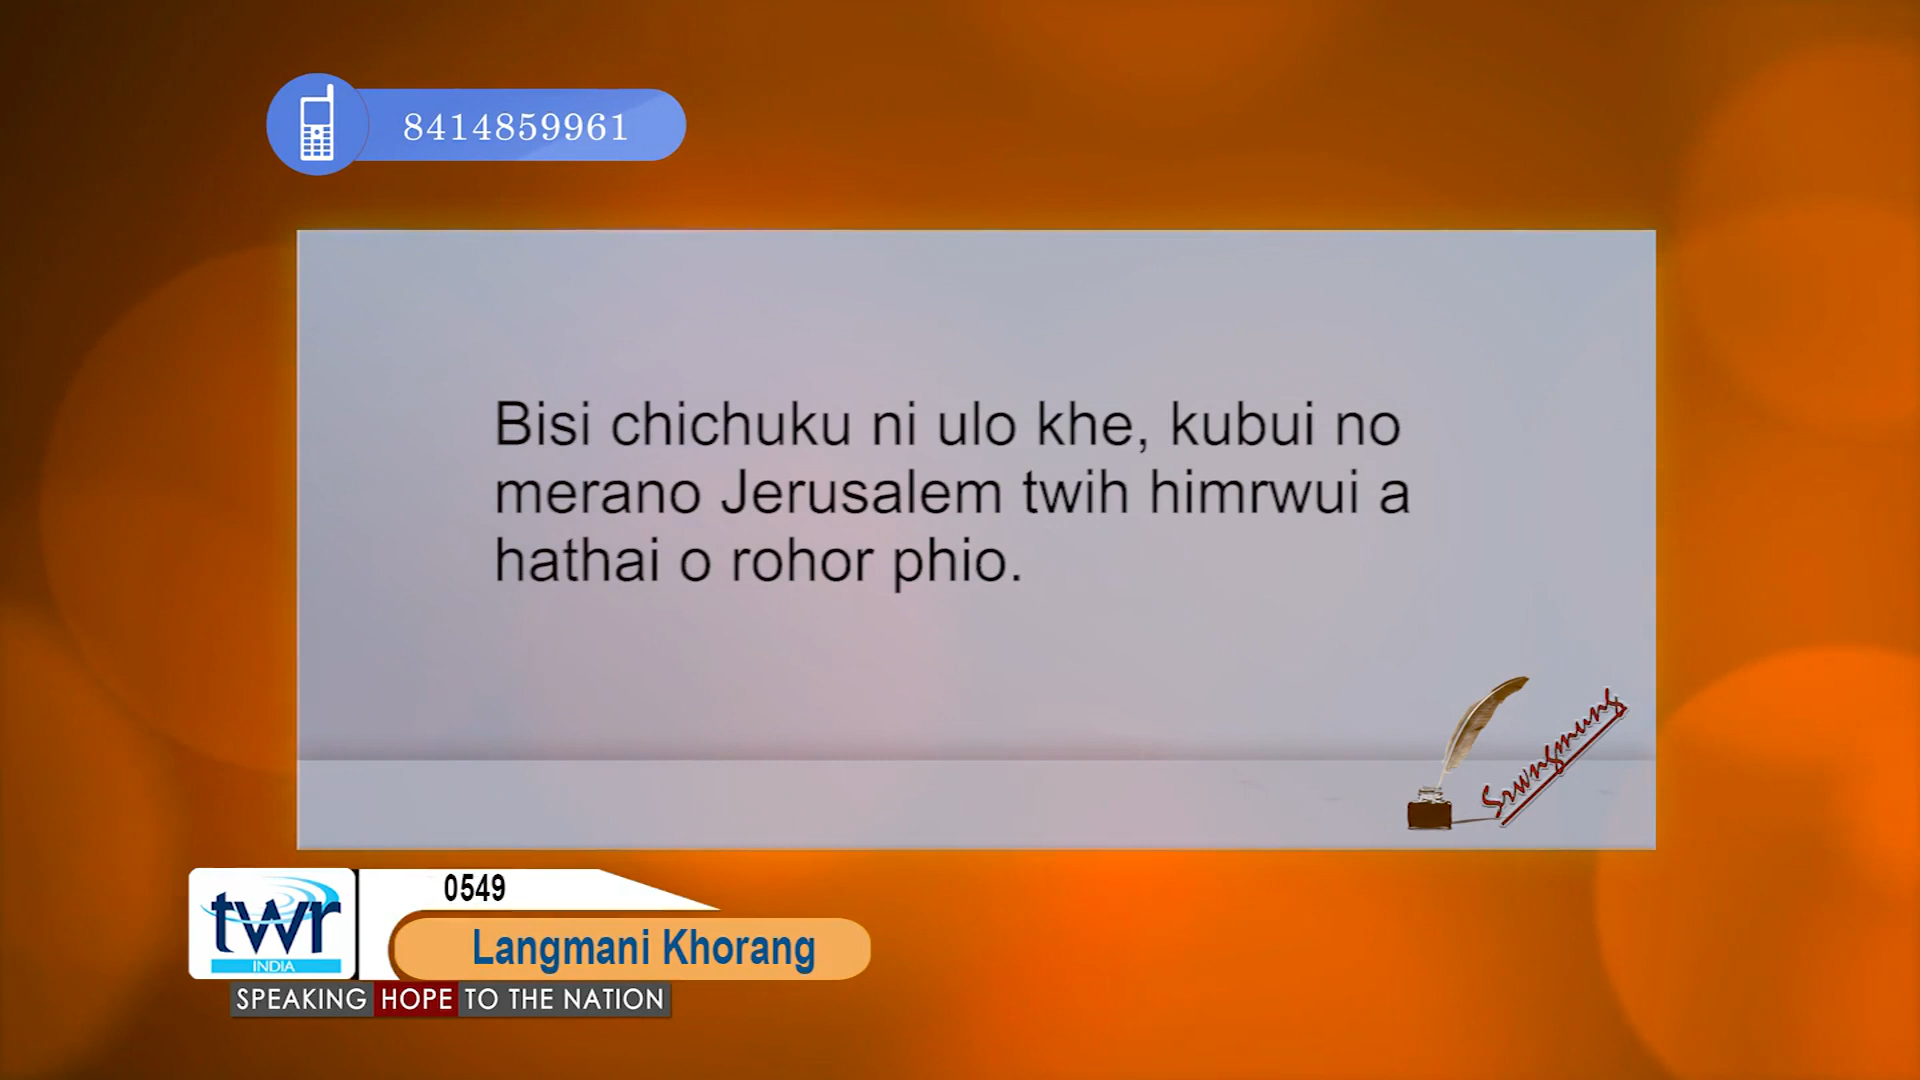 8414859961
Bisi chichuku ni ulo khe, kubui no
merano Jerusalem twih himrwui a
hathai o rohor phio.
Srwngmung
0549
twr
INDIA
Langmani Khorang
SPEAKING HOPE TO THE NATION